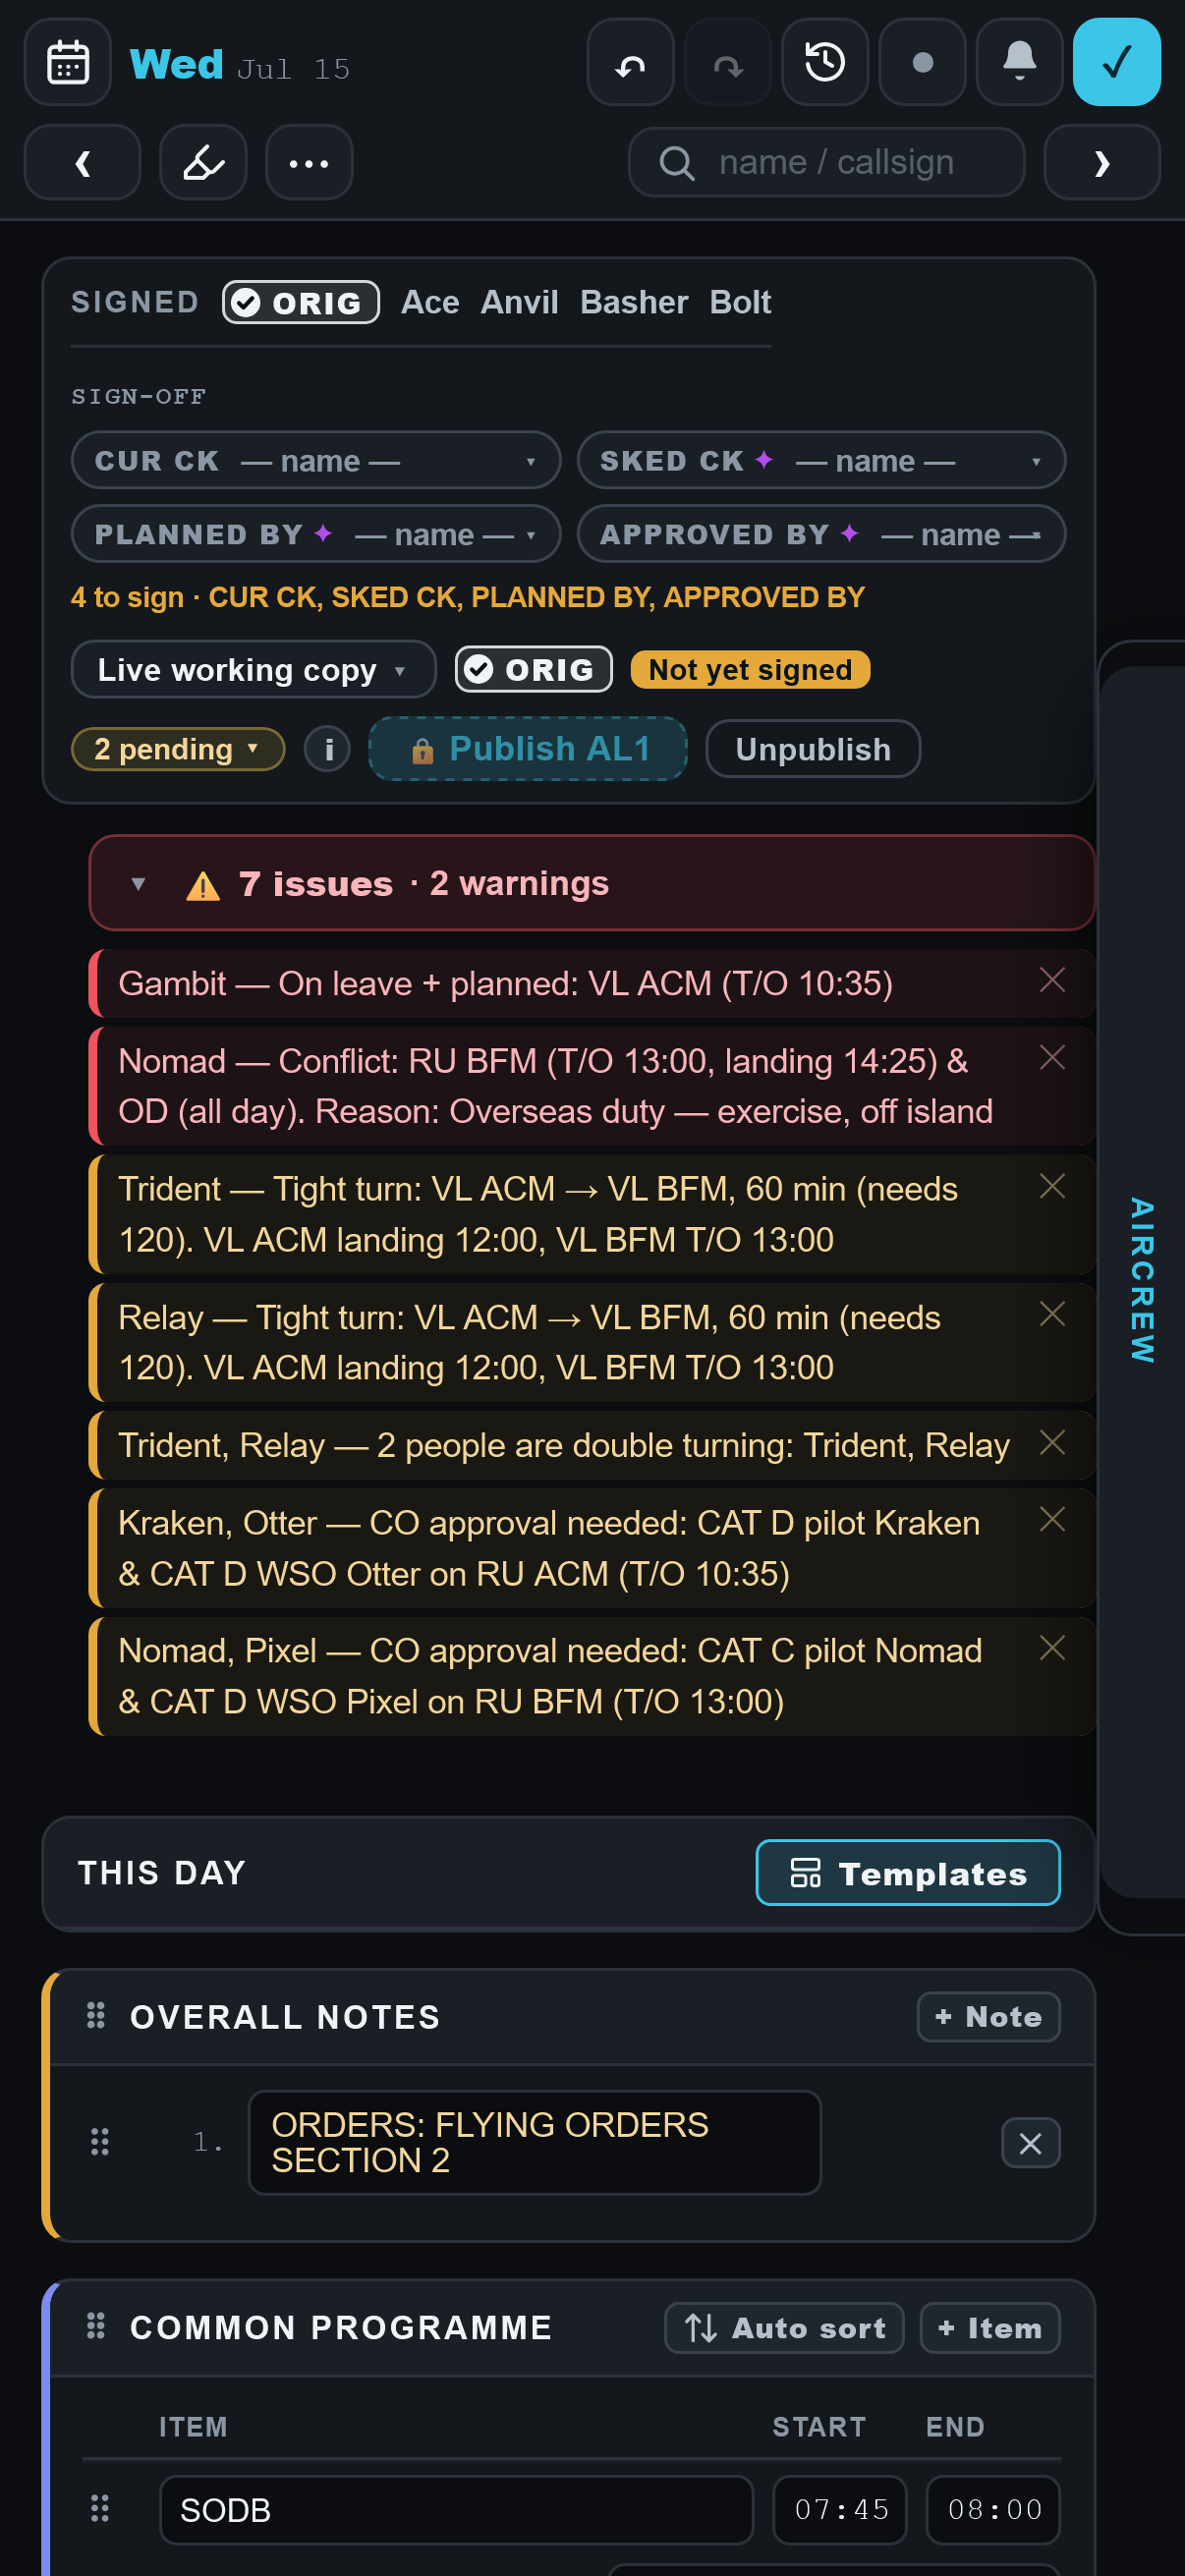 Wed Jul 15
name / callsign
SIGNED ORIG Ace Anvil Basher Bolt
SIGN-OFF
CUR CK — name —
SKED CK — name —
PLANNED BY — name —
APPROVED BY — name —
4 to sign · CUR CK, SKED CK, PLANNED BY, APPROVED BY
Live working copy ORIG Not yet signed
2 pending i Publish AL1 Unpublish
7 issues · 2 warnings
Gambit — On leave + planned: VL ACM (T/O 10:35)
Nomad — Conflict: RU BFM (T/O 13:00, landing 14:25) &
OD (all day). Reason: Overseas duty — exercise, off island
Trident — Tight turn: VL ACM → VL BFM, 60 min (needs
120). VL ACM landing 12:00, VL BFM T/O 13:00
Relay — Tight turn: VL ACM → VL BFM, 60 min (needs
120). VL ACM landing 12:00, VL BFM T/O 13:00
Trident, Relay — 2 people are double turning: Trident, Relay
Kraken, Otter — CO approval needed: CAT D pilot Kraken
& CAT D WSO Otter on RU ACM (T/O 10:35)
Nomad, Pixel — CO approval needed: CAT C pilot Nomad
& CAT D WSO Pixel on RU BFM (T/O 13:00)
AIRCREW
THIS DAY Templates
OVERALL NOTES + Note
1. ORDERS: FLYING ORDERS
SECTION 2
COMMON PROGRAMME Auto sort + Item
ITEM START END
SODB 07:45 08:00